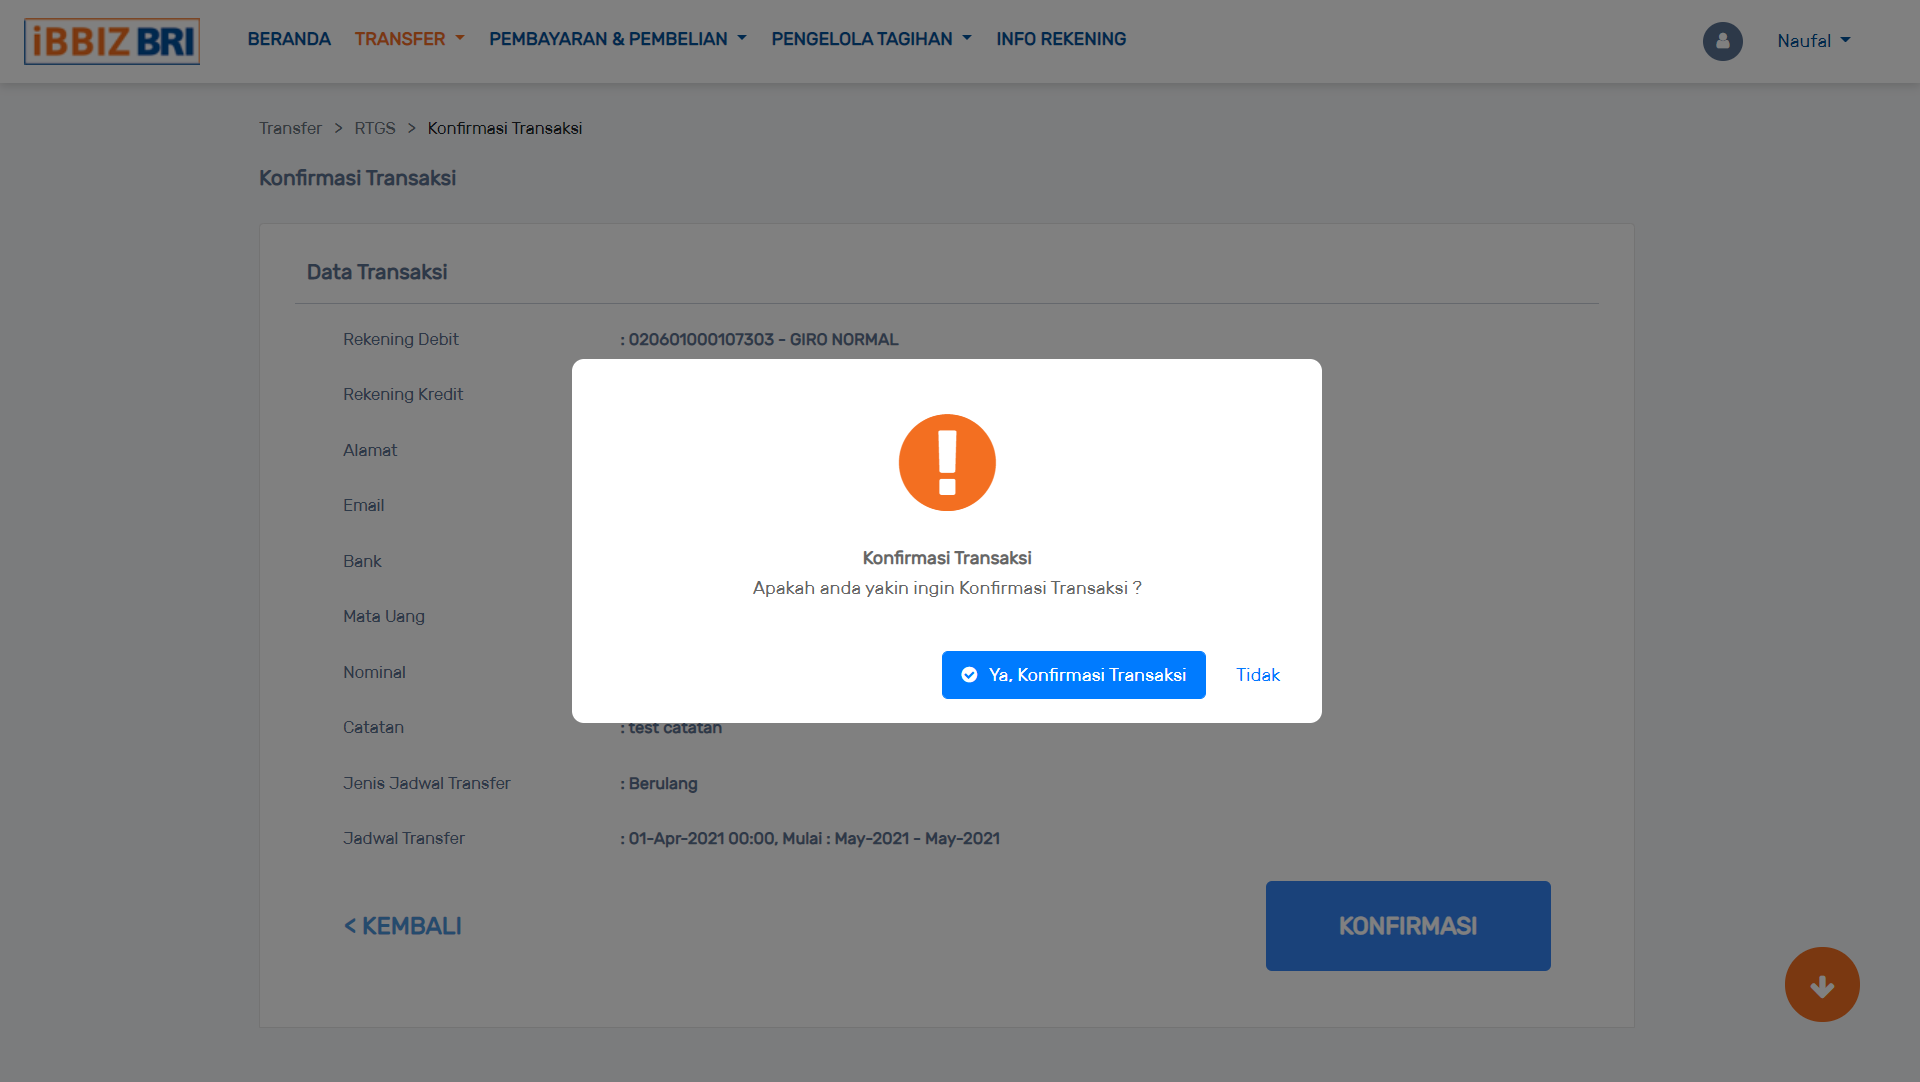 iBBIZ BRI
BERANDA TRANSFER PEMBAYARAN & PEMBELIAN PENGELOLA TAGIHAN INFO REKENING Naufal
Transfer > RTGS > Konfirmasi Transaksi
Konfirmasi Transaksi
Data Transaksi
Rekening Debit : 020601000107303 - GIRO NORMAL
Rekening Kredit
Alamat
Email
Bank
Mata Uang
Nominal
Konfirmasi Transaksi
Apakah anda yakin ingin Konfirmasi Transaksi ?
Ya, Konfirmasi Transaksi Tidak
Catatan : test catatan
Jenis Jadwal Transfer : Berulang
Jadwal Transfer : 01-Apr-2021 00:00, Mulai : May-2021 - May-2021
< KEMBALI KONFIRMASI